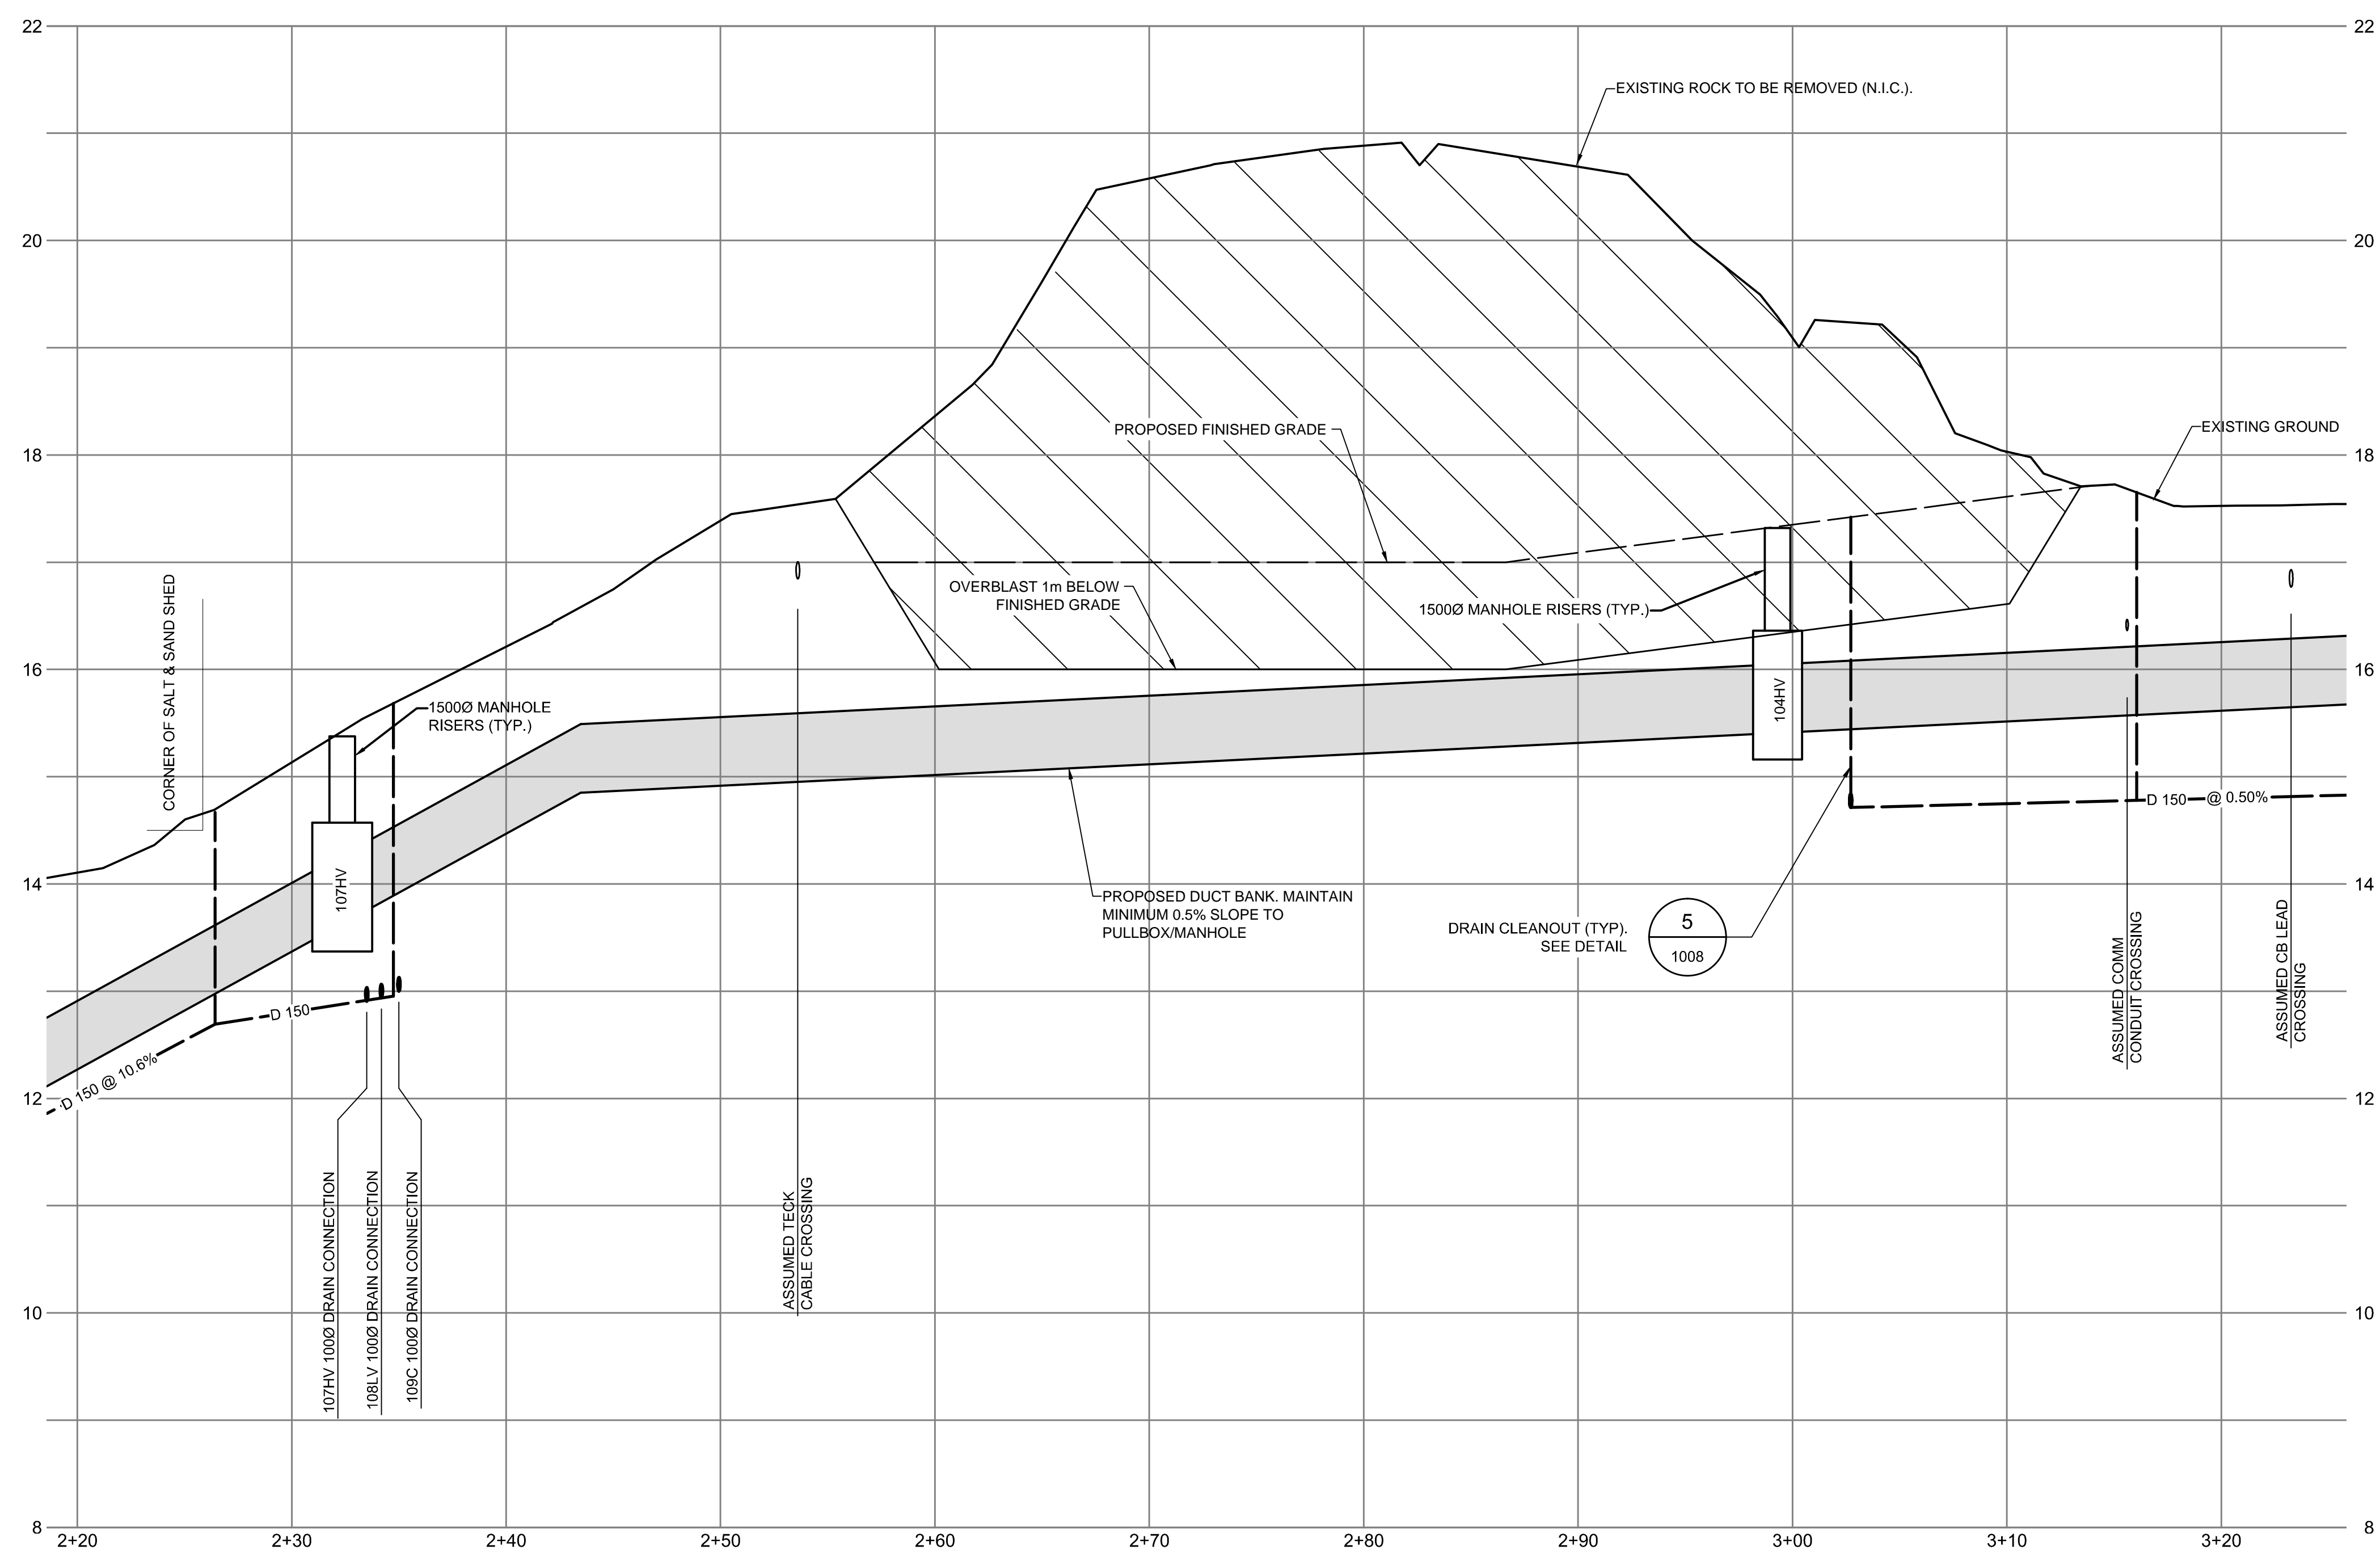 22
22
EXISTING ROCK TO BE REMOVED (N.I.C.).
20
20
PROPOSED FINISHED GRADE
EXISTING GROUND
18
18
CORNER OF SALT & SAND SHED
OVERBLAST 1m BELOW
FINISHED GRADE
1500Ø MANHOLE RISERS (TYP.)
16
16
1500Ø MANHOLE
RISERS (TYP.)
104HV
D 150
@ 0.50%
107HV
14
14
PROPOSED DUCT BANK. MAINTAIN
MINIMUM 0.5% SLOPE TO
PULLBOX/MANHOLE
DRAIN CLEANOUT (TYP).
SEE DETAIL
5
1008
ASSUMED COMM
CONDUIT CROSSING
ASSUMED CB LEAD
CROSSING
D 150
D 150 @ 10.6%
12
12
107HV 100Ø DRAIN CONNECTION
108LV 100Ø DRAIN CONNECTION
109C 100Ø DRAIN CONNECTION
ASSUMED TECK
CABLE CROSSING
10
10
8
8
2+20
2+30
2+40
2+50
2+60
2+70
2+80
2+90
3+00
3+10
3+20